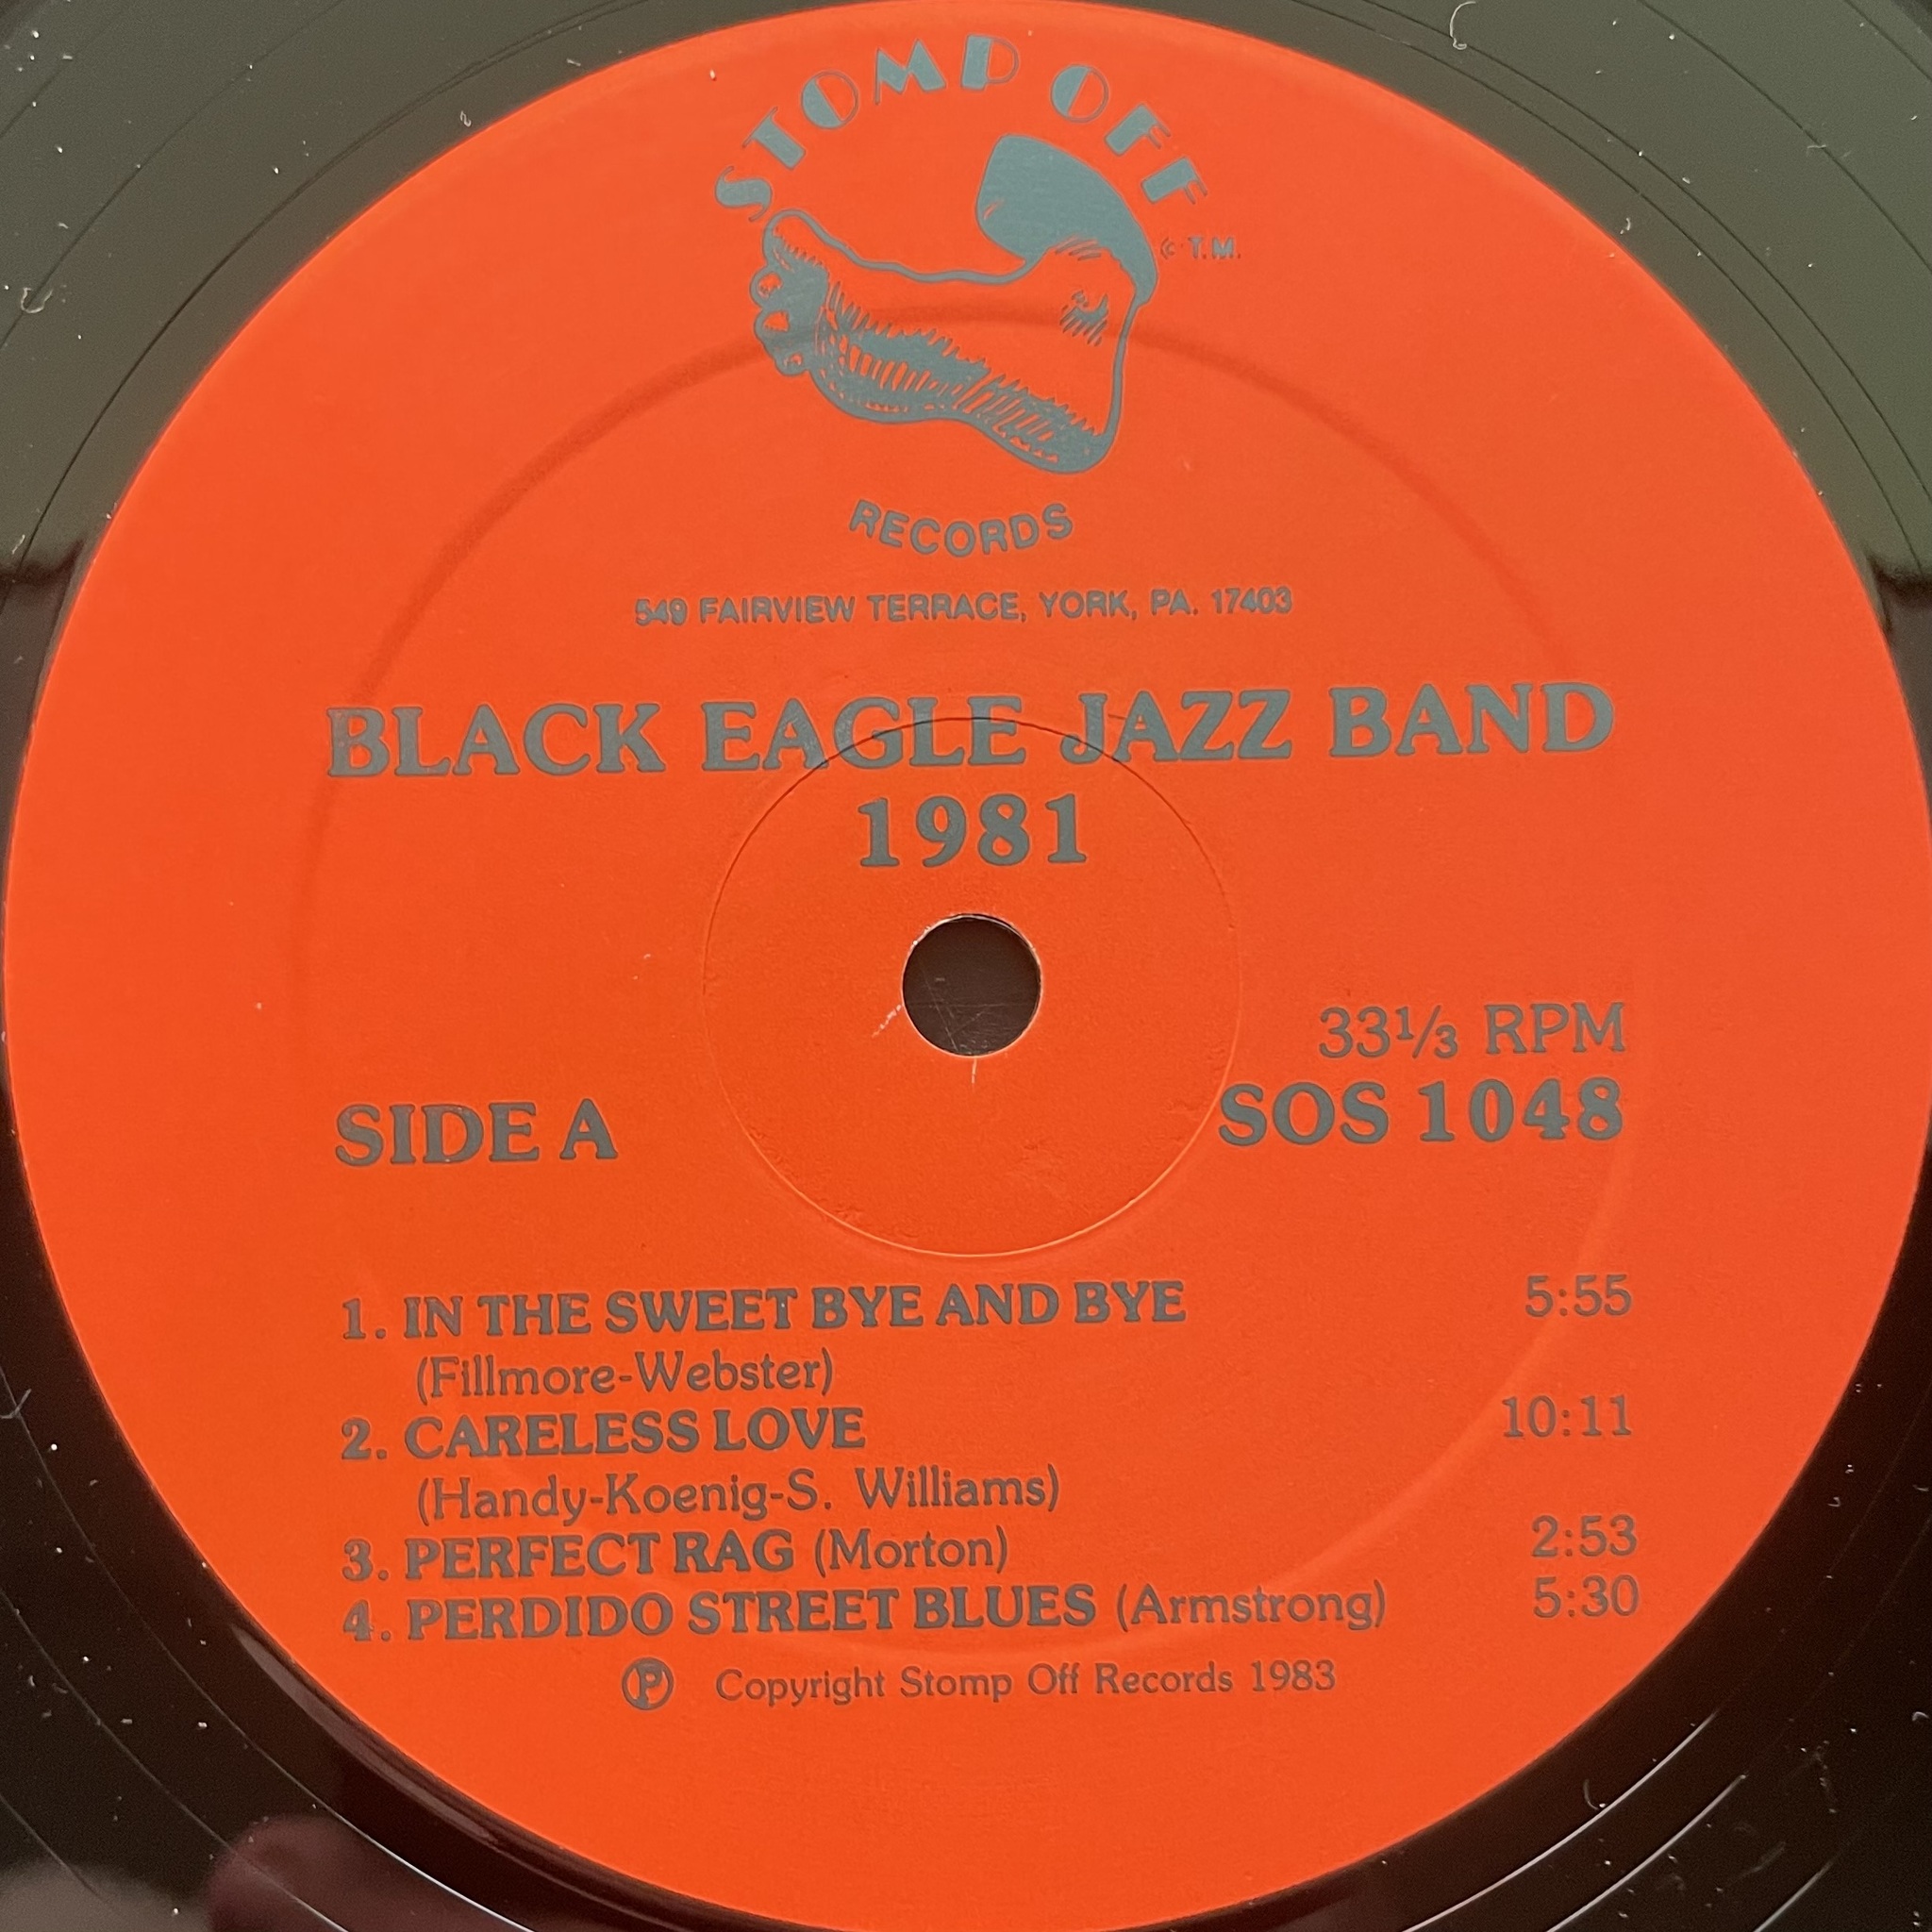 STOMP OFF
© T.M.
RECORDS
549 FAIRVIEW TERRACE, YORK, PA. 17403
BLACK EAGLE JAZZ BAND
1981
33⅓ RPM
SIDE A SOS 1048
1. IN THE SWEET BYE AND BYE 5:55
(Fillmore-Webster)
2. CARELESS LOVE 10:11
(Handy-Koenig-S. Williams)
3. PERFECT RAG (Morton) 2:53
4. PERDIDO STREET BLUES (Armstrong) 5:30
Ⓟ Copyright Stomp Off Records 1983